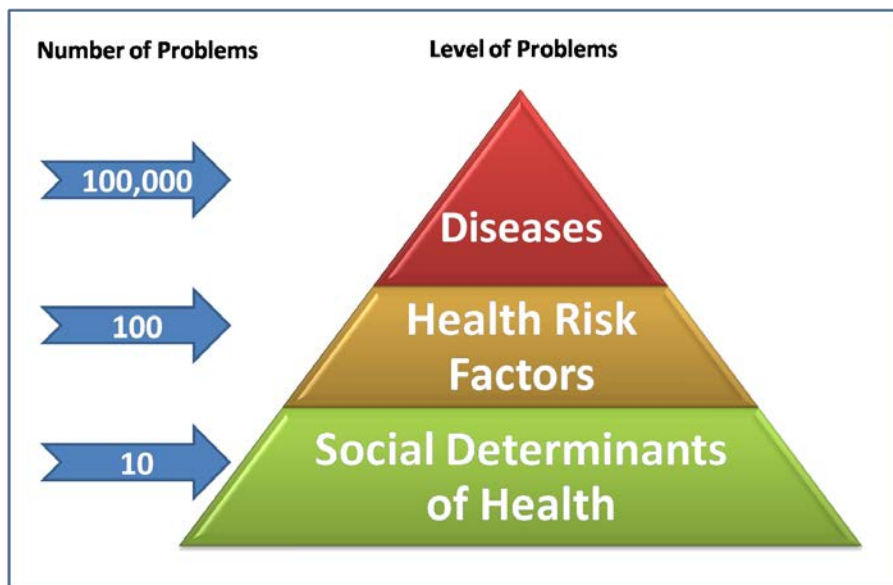 Number of Problems
Level of Problems
100,000
Diseases
100
Health Risk
Factors
10
Social Determinants
of Health